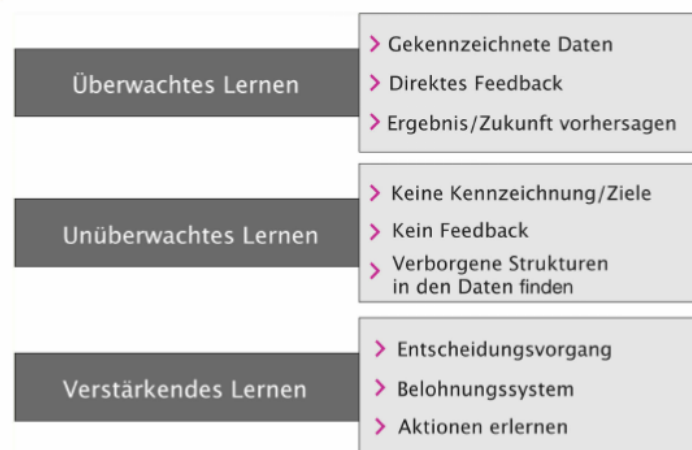 Überwachtes Lernen
Gekennzeichnete Daten
Direktes Feedback
Ergebnis/Zukunft vorhersagen
Unüberwachtes Lernen
Keine Kennzeichnung/Ziele
Kein Feedback
Verborgene Strukturen
in den Daten finden
Verstärkendes Lernen
Entscheidungsvorgang
Belohnungssystem
Aktionen erlernen